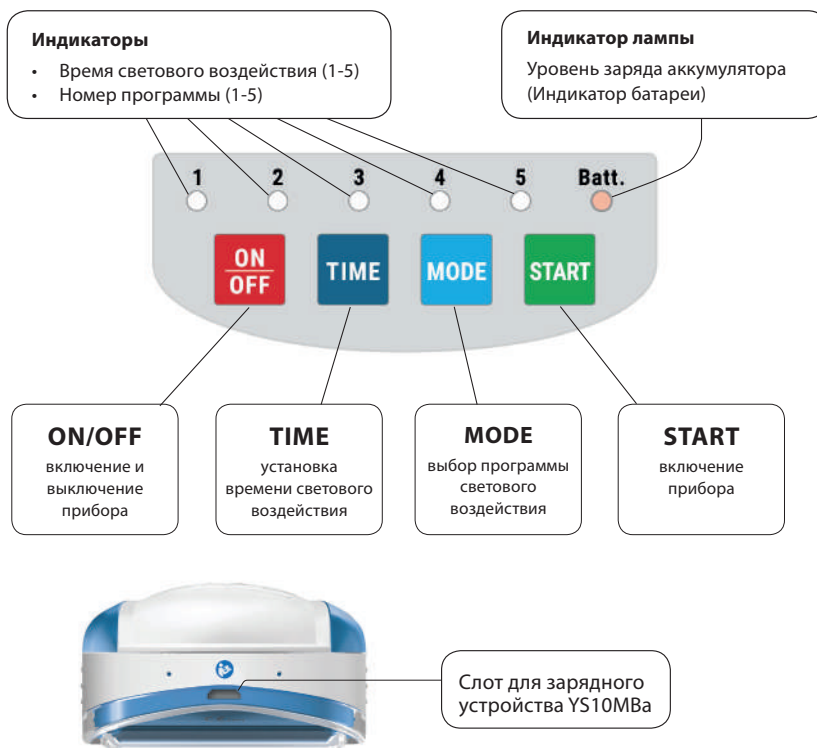 Индикаторы
• Время светового воздействия (1-5)
• Номер программы (1-5)
Индикатор лампы
Уровень заряда аккумулятора
(Индикатор батареи)
1 2 3 4 5 Batt.
ON
OFF
TIME
MODE
START
ON/OFF
включение и
выключение
прибора
TIME
установка
времени светового
воздействия
MODE
выбор программы
светового
воздействия
START
включение
прибора
Слот для зарядного
устройства YS10MBa